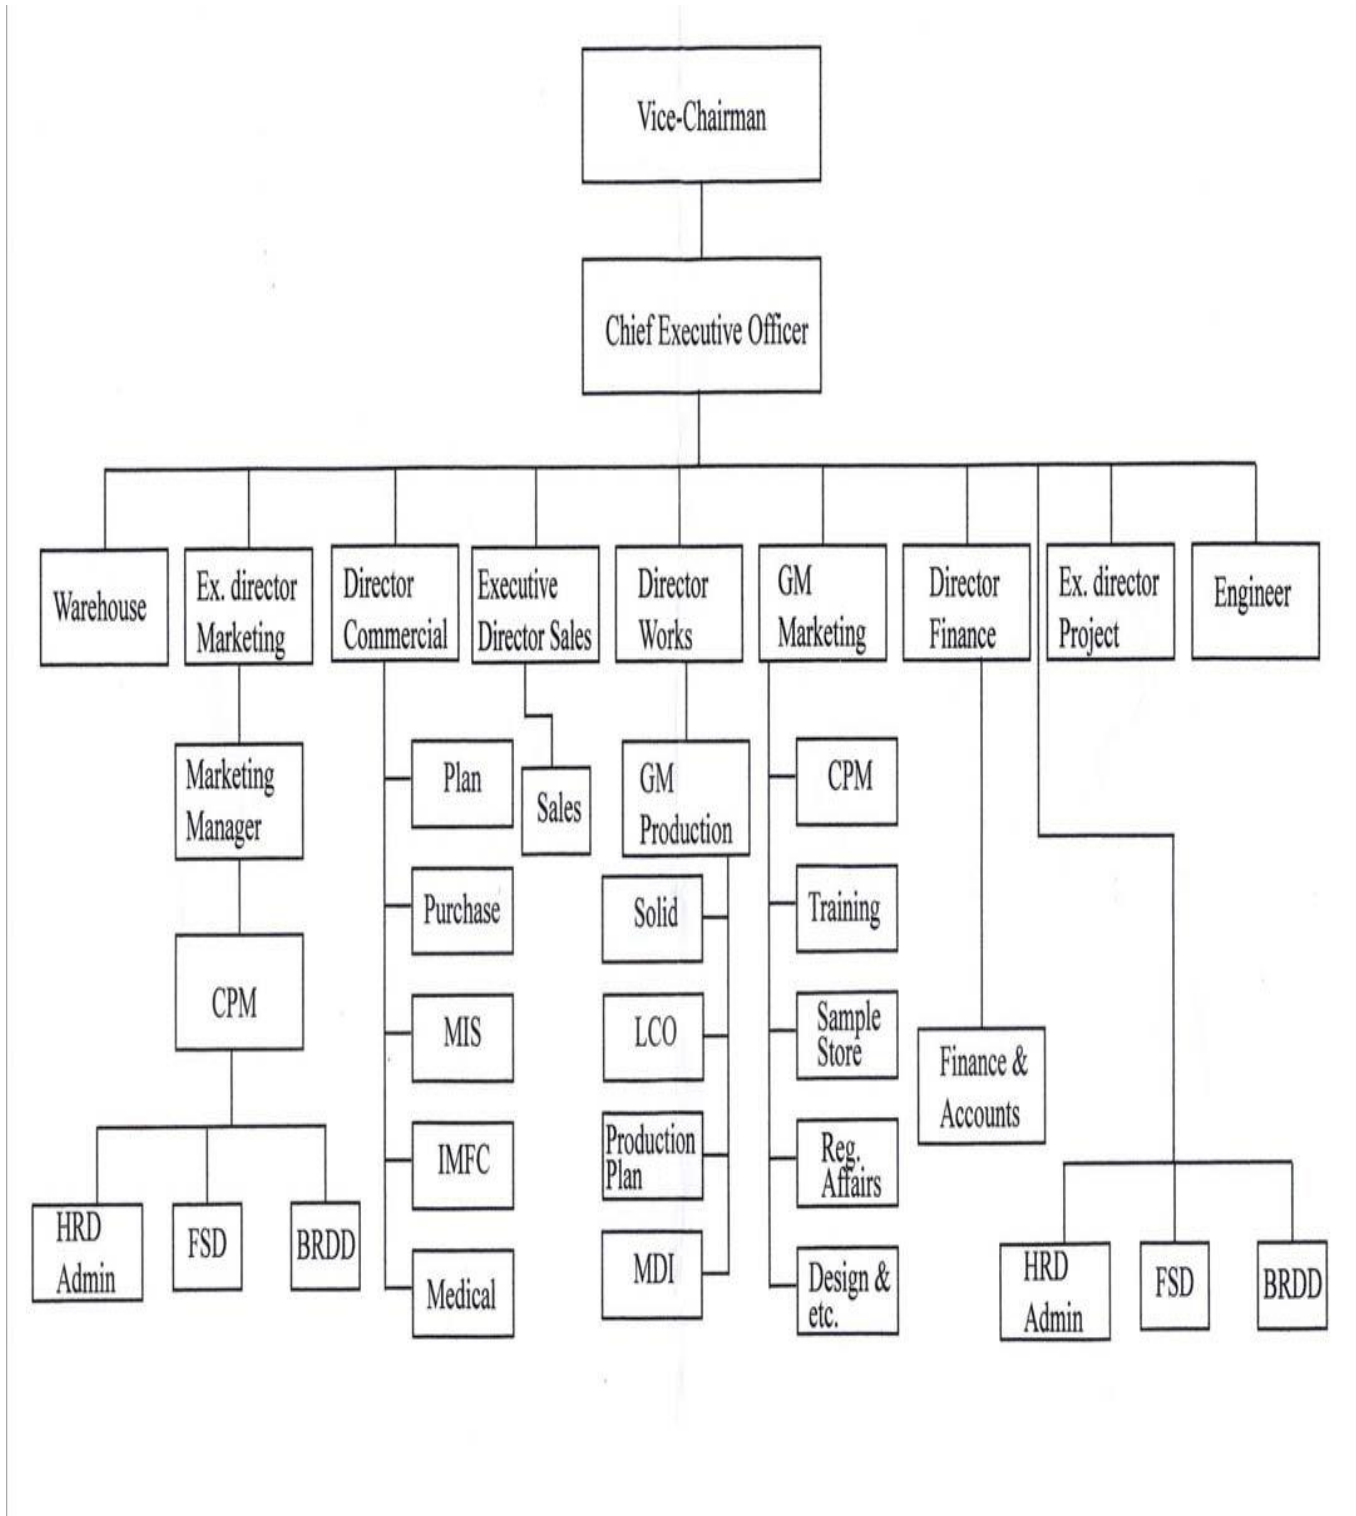 Vice-Chairman
Chief Executive Officer
Warehouse
Ex. director
Marketing
Director
Commercial
Executive
Director Sales
Director
Works
GM
Marketing
Director
Finance
Ex. director
Project
Engineer
Marketing
Manager
Plan
Sales
GM
Production
CPM
Purchase
Solid
Training
CPM
MIS
LCO
Sample
Store
Finance &
Accounts
IMFC
Production
Plan
Reg.
Affairs
HRD
Admin
FSD
BRDD
Medical
MDI
Design &
etc.
HRD
Admin
FSD
BRDD